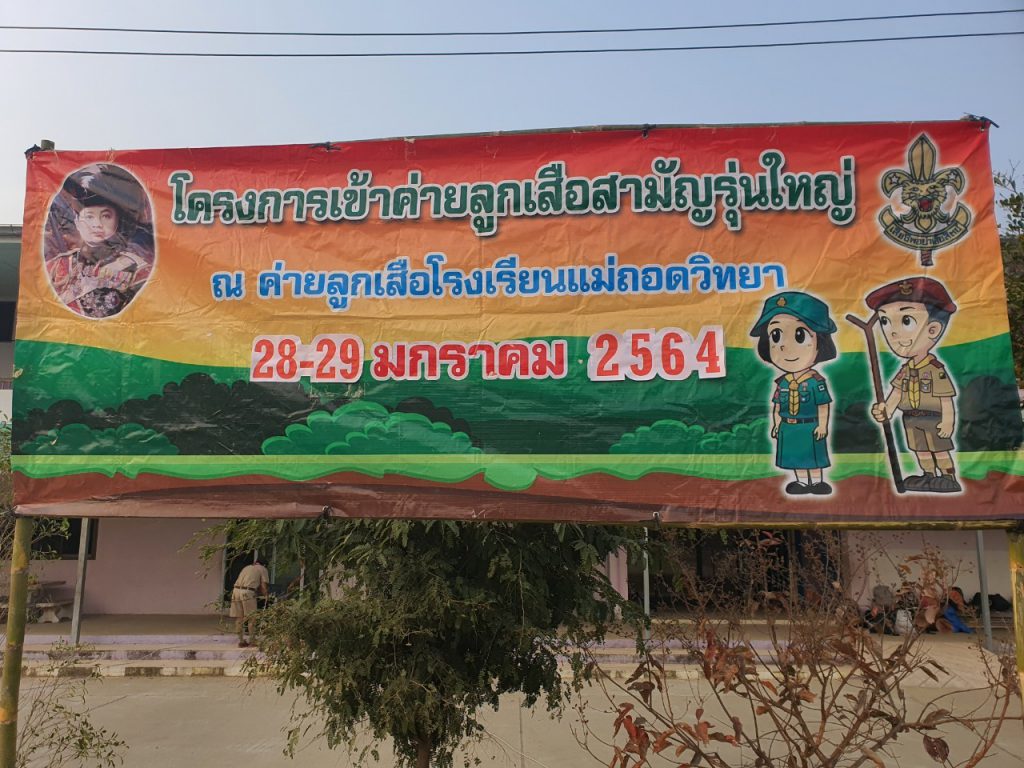 โครงการเข้าค่ายลูกเสือสามัญรุ่นใหญ่
ณ ค่ายลูกเสือโรงเรียนแม่ถอดวิทยา
28-29 มกราคม 2564